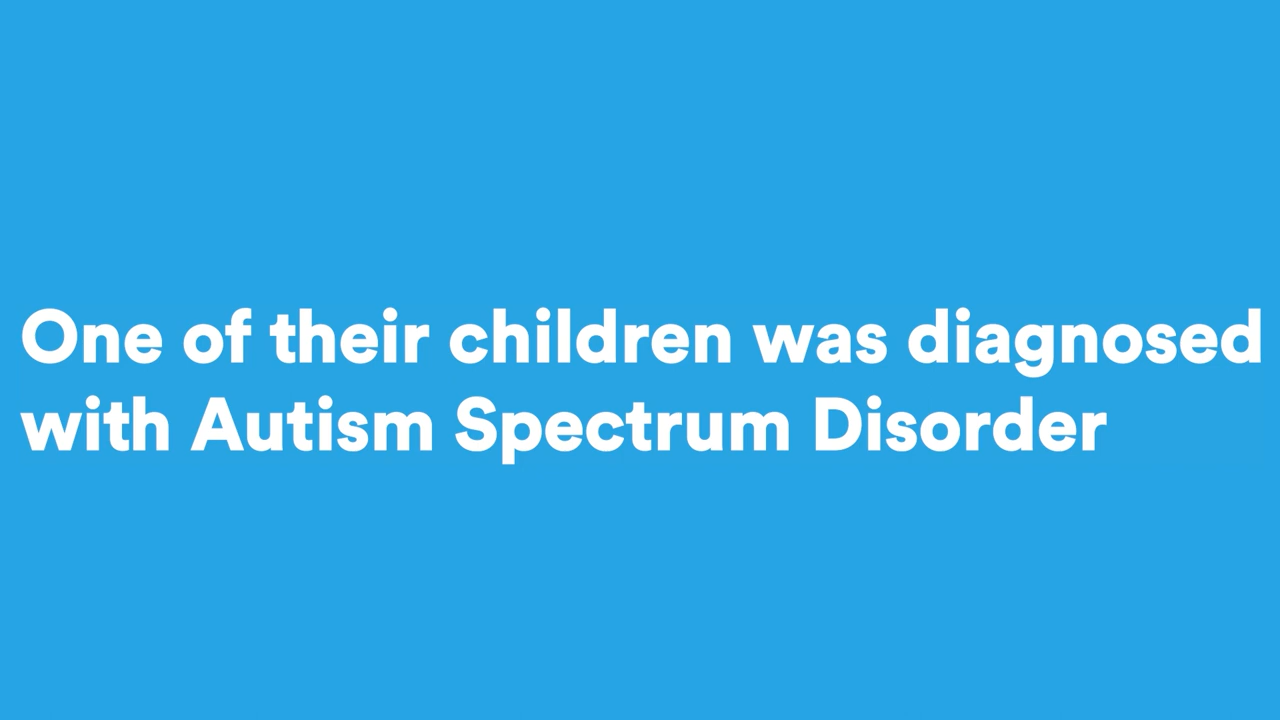 One of their children was diagnosed
with Autism Spectrum Disorder